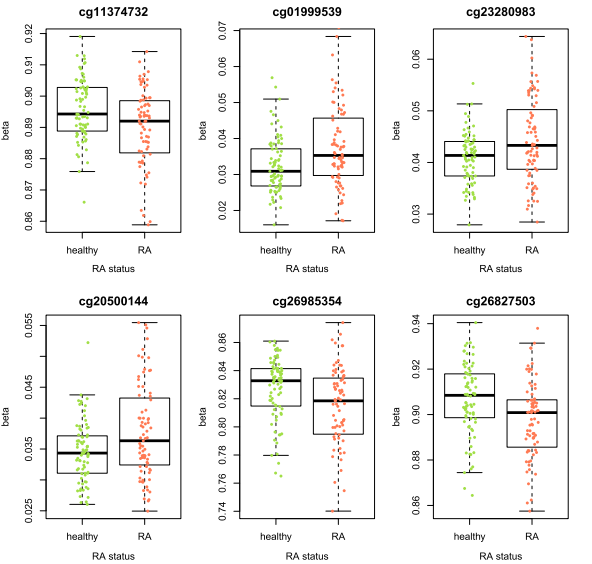 cg11374732
cg01999539
cg23280983
beta
0.86 0.87 0.88 0.89 0.90 0.91 0.92
healthy RA
RA status
beta
0.02 0.03 0.04 0.05 0.06 0.07
healthy RA
RA status
beta
0.03 0.04 0.05 0.06
healthy RA
RA status
cg20500144
cg26985354
cg26827503
beta
0.025 0.035 0.045 0.055
healthy RA
RA status
beta
0.74 0.76 0.78 0.80 0.82 0.84 0.86
healthy RA
RA status
beta
0.86 0.88 0.90 0.92 0.94
healthy RA
RA status